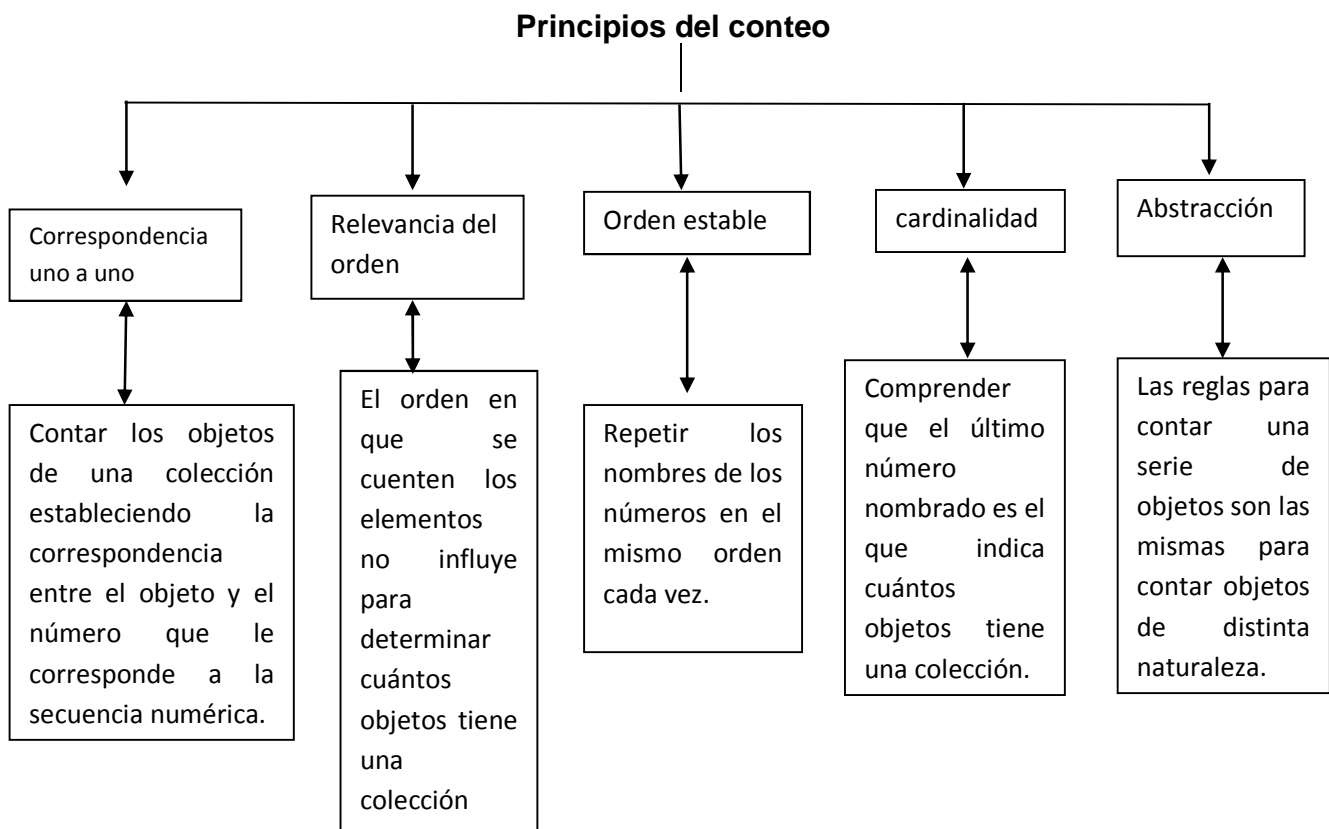 Principios del conteo
Correspondencia
uno a uno
Relevancia del
orden
Orden estable
cardinalidad
Abstracción
Contar los objetos
de una colección
estableciendo la
correspondencia
entre el objeto y el
número que le
corresponde a la
secuencia numérica.
El orden en
que se
cuenten los
elementos
no influye
para
determinar
cuántos
objetos tiene
una
colección
Repetir los
nombres de los
números en el
mismo orden
cada vez.
Comprender
que el último
número
nombrado es el
que indica
cuántos
objetos tiene
una colección.
Las reglas para
contar una
serie de
objetos son las
mismas para
contar objetos
de distinta
naturaleza.